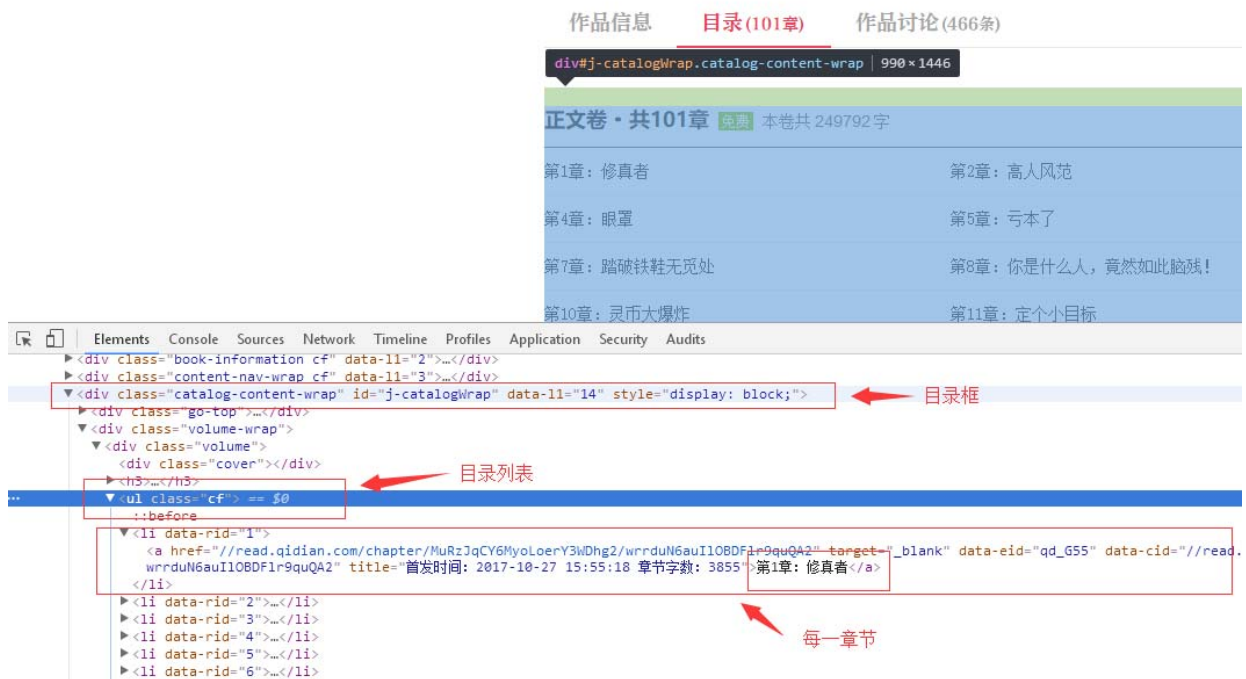 作品信息 目录(101章) 作品讨论(466条)
div#j-catalogWrap.catalog-content-wrap | 990×1446
正文卷·共101章 免费 本卷共249792字
第1章：修真者 第2章：高人风范
第4章：眼罩 第5章：亏本了
第7章：踏破铁鞋无觅处 第8章：你是什么人，竟然如此脑残！
第10章：灵币大爆炸 第11章：定个小目标
Elements Console Sources Network Timeline Profiles Application Security Audits
<div class="book-information cf" data-l1="2">…</div>
<div class="content-nav-wrap cf" data-l1="3">…</div>
<div class="catalog-content-wrap" id="j-catalogWrap" data-l1="14" style="display: block;"> 目录框
<div class="go-top">…</div>
<div class="volume-wrap">
<div class="volume">
<div class="cover"></div>
<h3>…</h3> 目录列表
… <ul class="cf"> == $0
::before
<li data-rid="1">
<a href="//read.qidian.com/chapter/MuRzJqCY6MyoLoerY3WDhg2/wrrduN6auIlOBDFlr9quQA2" target="_blank" data-eid="qd_G55" data-cid="//read.
wrrduN6auIlOBDFlr9quQA2" title="首发时间：2017-10-27 15:55:18 章节字数：3855">第1章：修真者</a>
</li>
<li data-rid="2">…</li>
<li data-rid="3">…</li>
<li data-rid="4">…</li> 每一章节
<li data-rid="5">…</li>
<li data-rid="6">…</li>